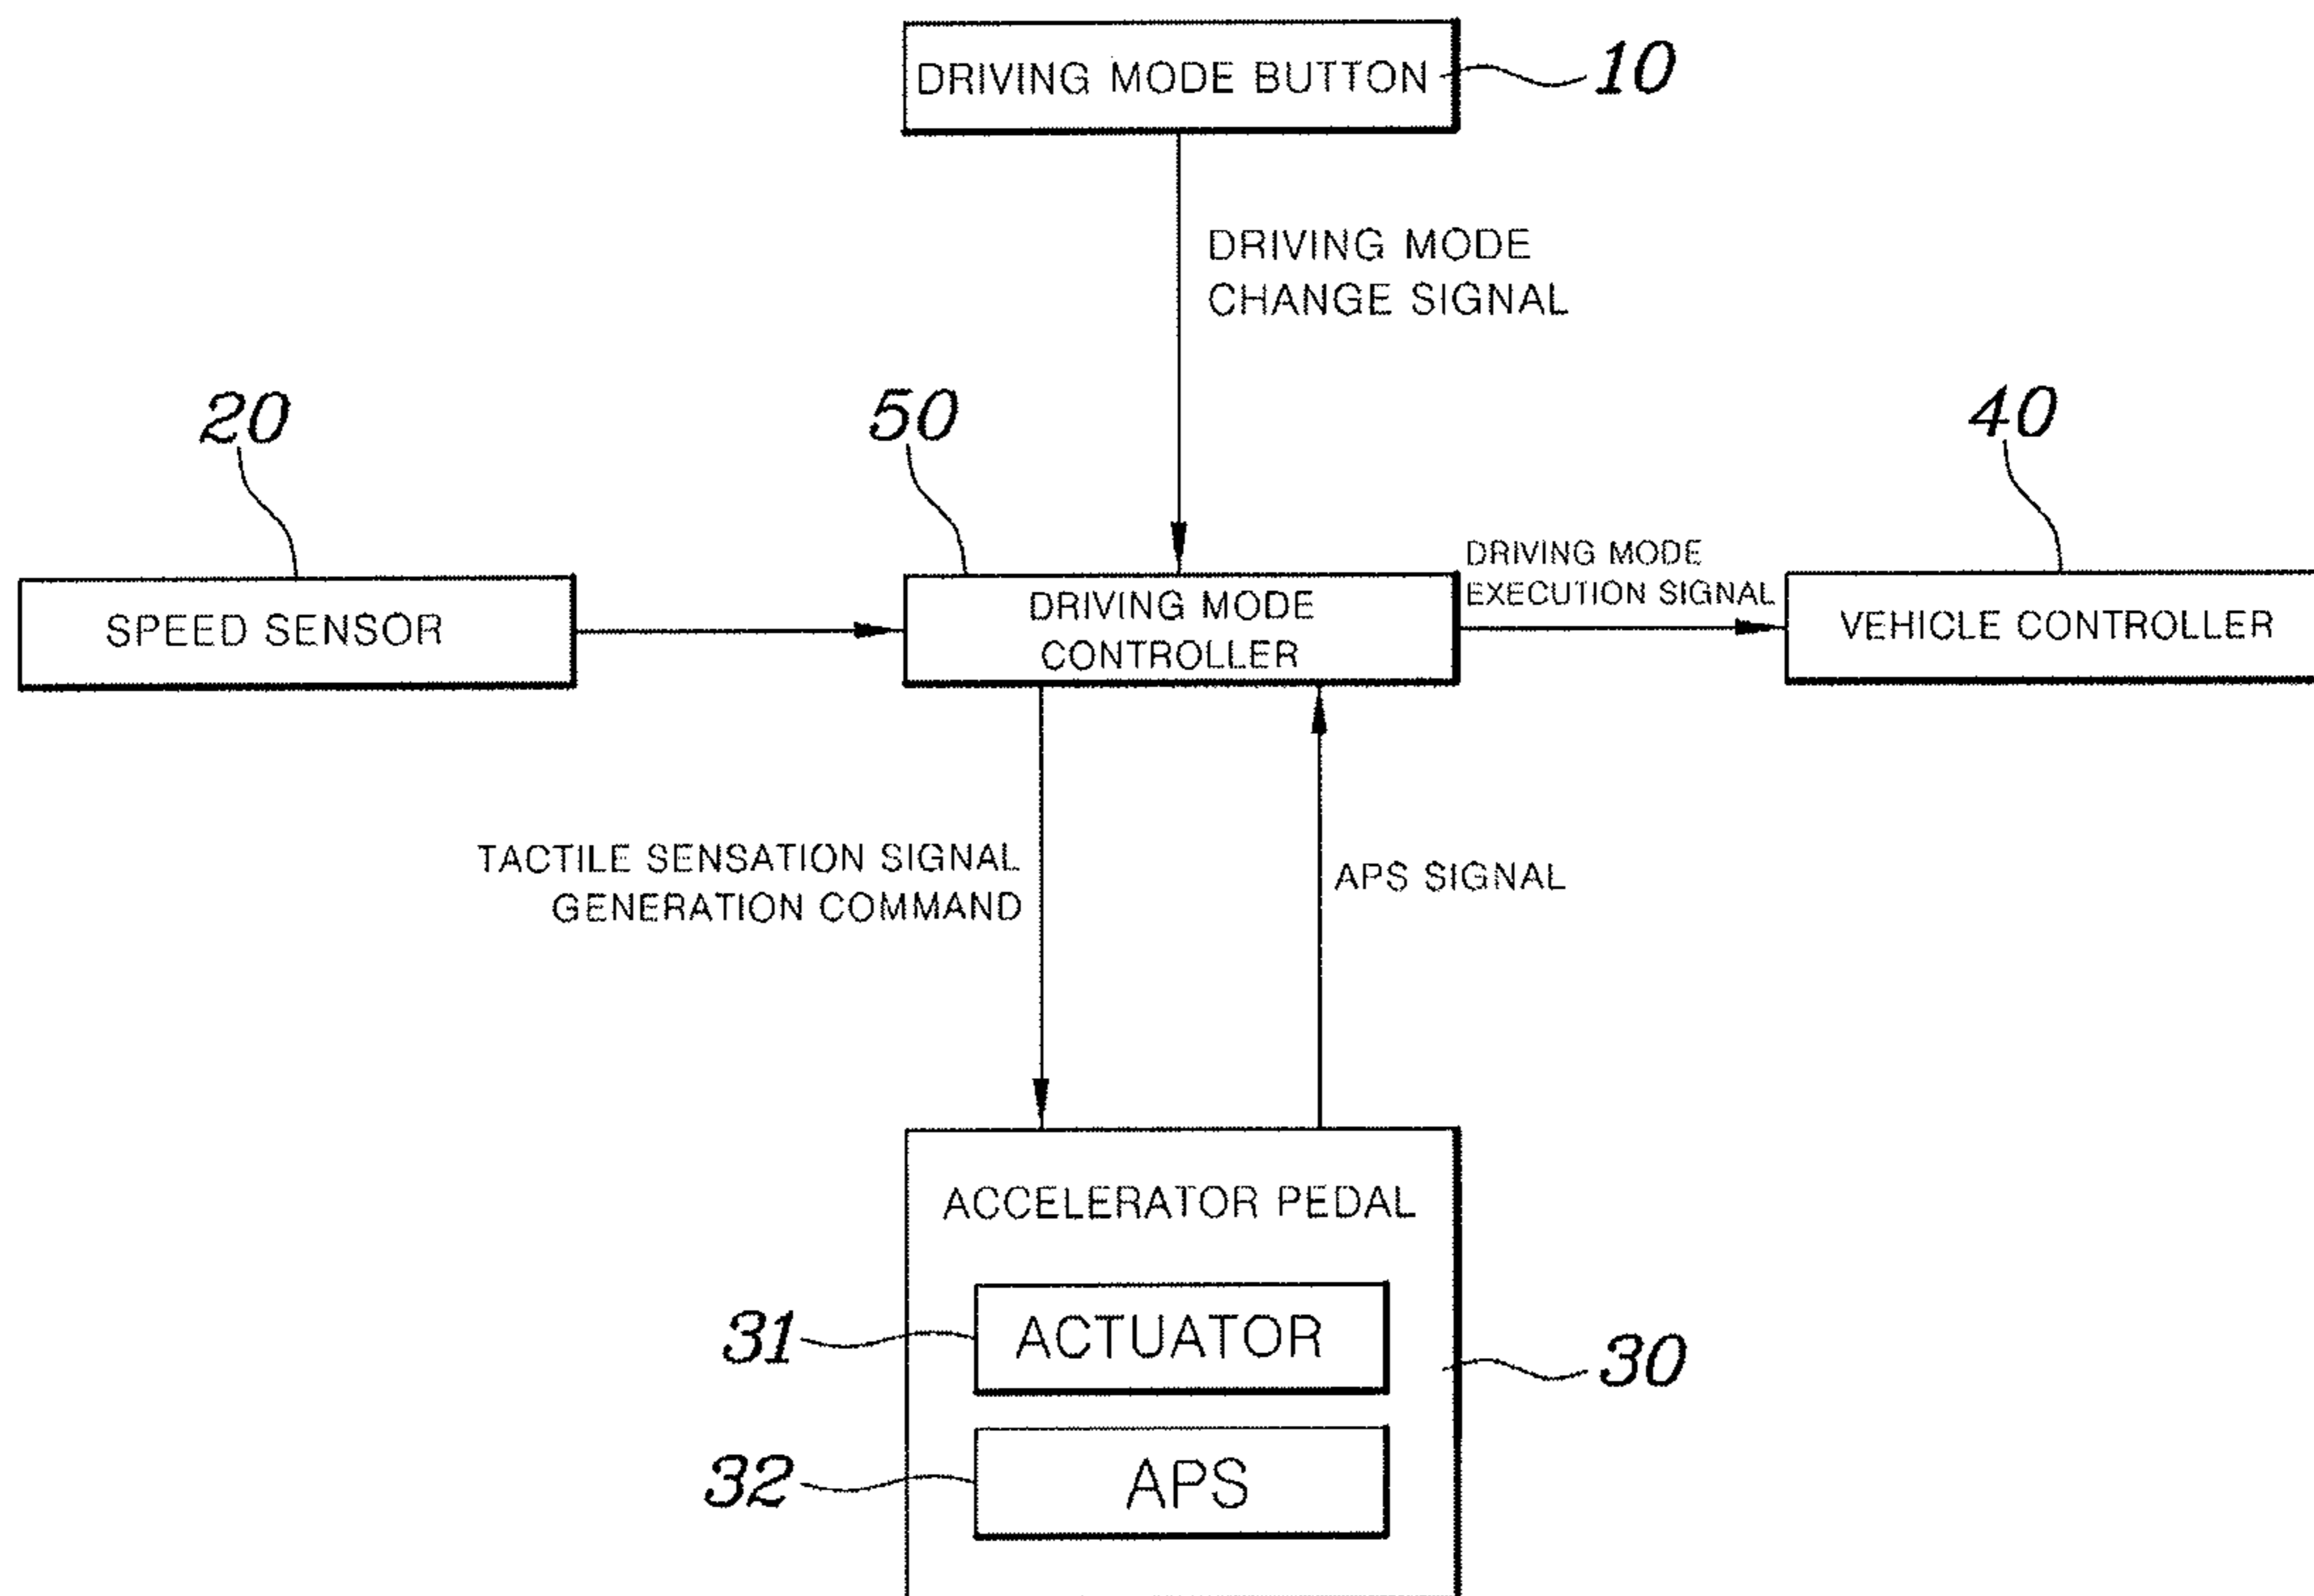 DRIVING MODE BUTTON
10
DRIVING MODE
CHANGE SIGNAL
20
50
40
SPEED SENSOR
DRIVING MODE
CONTROLLER
DRIVING MODE
EXECUTION SIGNAL
VEHICLE CONTROLLER
TACTILE SENSATION SIGNAL
GENERATION COMMAND
APS SIGNAL
ACCELERATOR PEDAL
31
ACTUATOR
30
32
APS